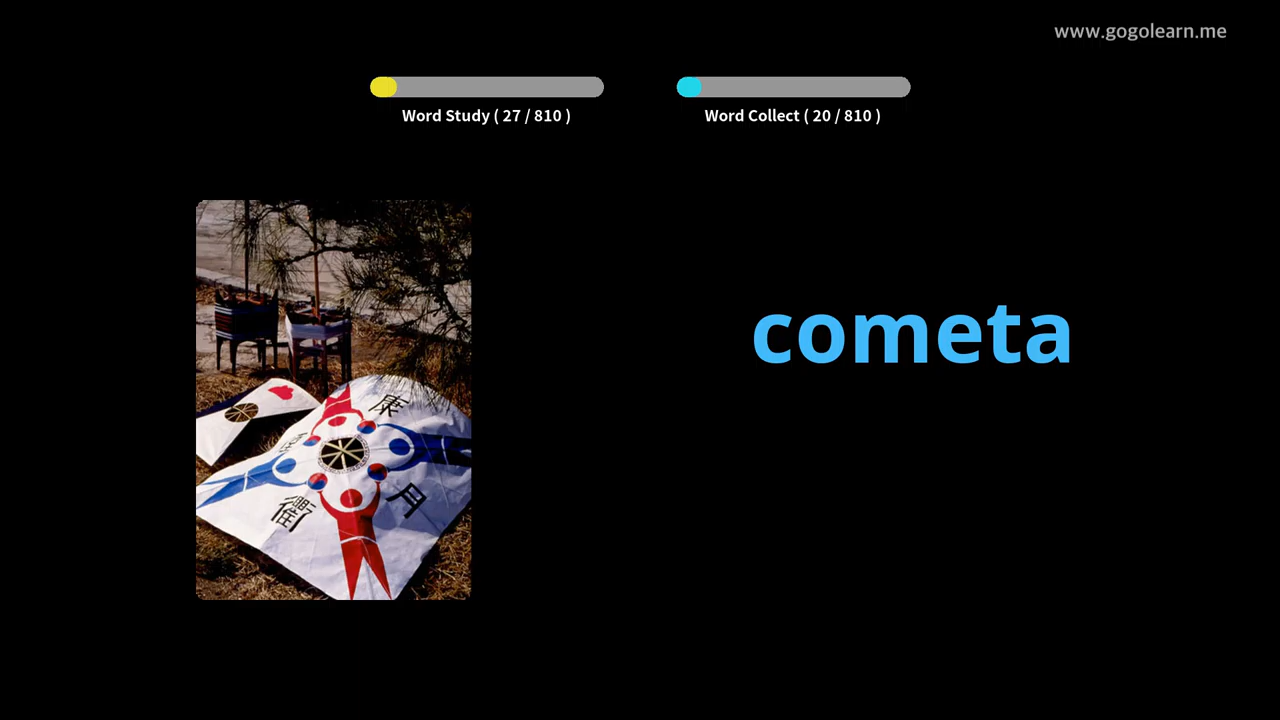 www.gogolearn.me
Word Study ( 27 / 810 )
Word Collect ( 20 / 810 )
cometa
康
月
衛